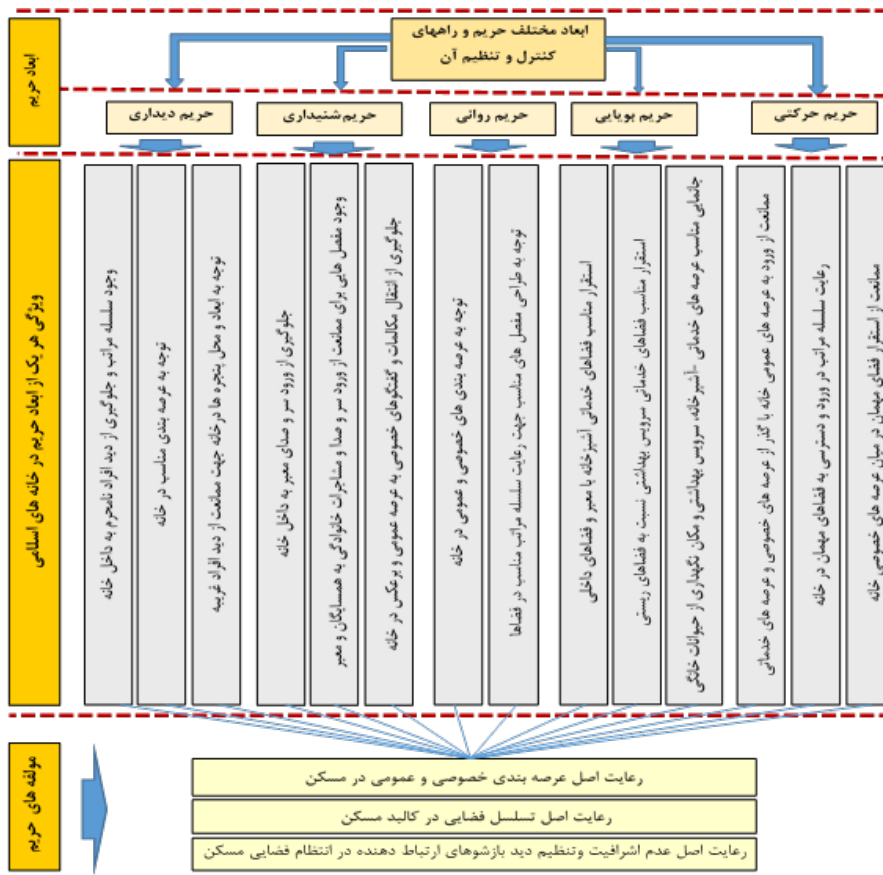 ابعاد مختلف حریم و راههای
کنترل و تنظیم آن
ابعاد حریم
حریم حرکتی
حریم بویایی
حریم روانی
حریم شنیداری
حریم دیداری
ویژگی هر یک از ابعاد حریم در خانه های اسلامی
ممانعت از استقرار فضای مهمان در میان عرصه های خصوصی خانه
رعایت سلسله مراتب در ورود و دسترسی به فضاهای مهمان در خانه
ممانعت از ورود به عرصه های عمومی خانه با گذر از عرصه های خصوصی و عرصه های خدماتی
جانمایی مناسب عرصه های خدماتی -آشپزخانه، سرویس بهداشتی و مکان نگهداری از حیوانات خانگی
استقرار مناسب فضاهای خدماتی سرویس بهداشتی نسبت به فضاهای زیستی
استقرار مناسب فضاهای خدماتی آشپزخانه با معبر و فضاهای داخلی
توجه به طراحی مفصل های مناسب جهت رعایت سلسله مراتب مناسب در فضاها
توجه به عرصه بندی های خصوصی و عمومی در خانه
جلوگیری از انتقال مکالمات و گفتگوهای خصوصی به عرصه عمومی و برعکس در خانه
وجود مفصل هایی برای ممانعت از ورود سر و صدا و مشاجرات خانوادگی به همسایگان و معبر
جلوگیری از ورود سر و صدای معبر به داخل خانه
توجه به ابعاد و محل پنجره ها درخانه جهت ممانعت از دید افراد غریبه
توجه به عرصه بندی مناسب در خانه
وجود سلسله مراتب و جلوگیری از دید افراد نامحرم به داخل خانه
مولفه های حریم
رعایت اصل عرصه بندی خصوصی و عمومی در مسکن
رعایت اصل تسلسل فضایی در کالبد مسکن
رعایت اصل عدم اشرافیت وتنظیم دید بازشوهای ارتباط دهنده در انتظام فضایی مسکن